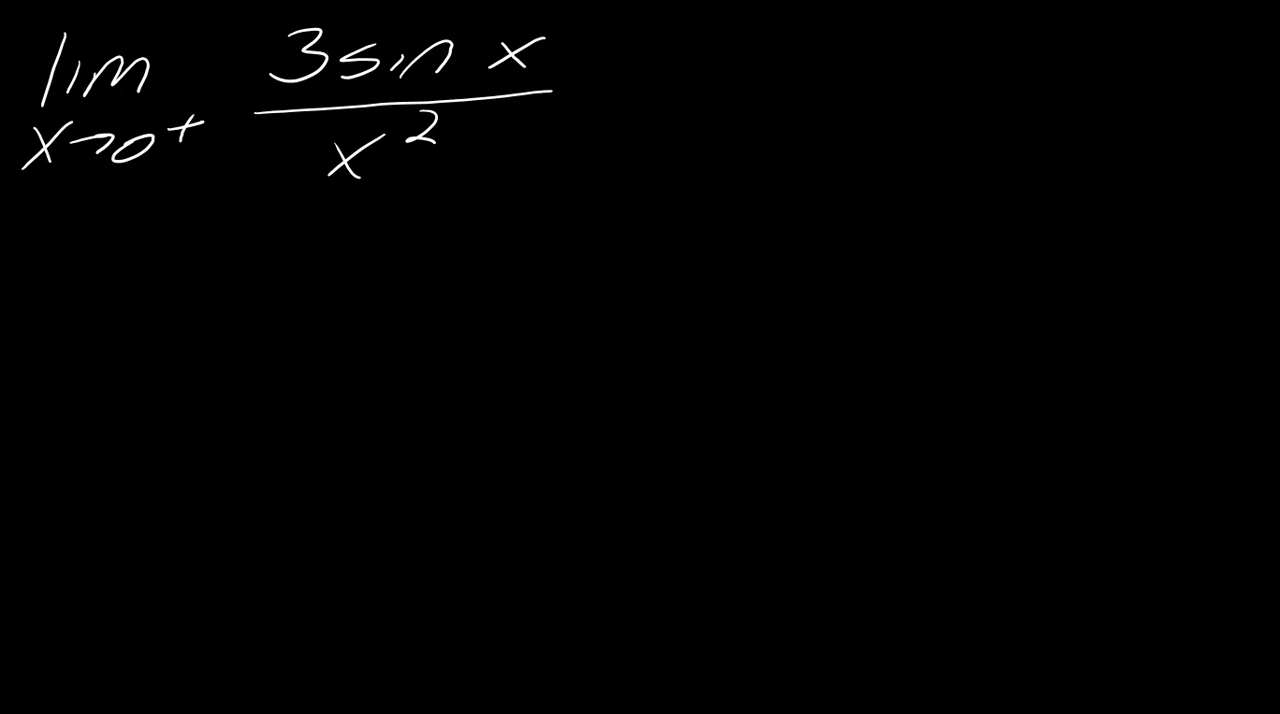 lim 3sin x
x→0⁺ x²